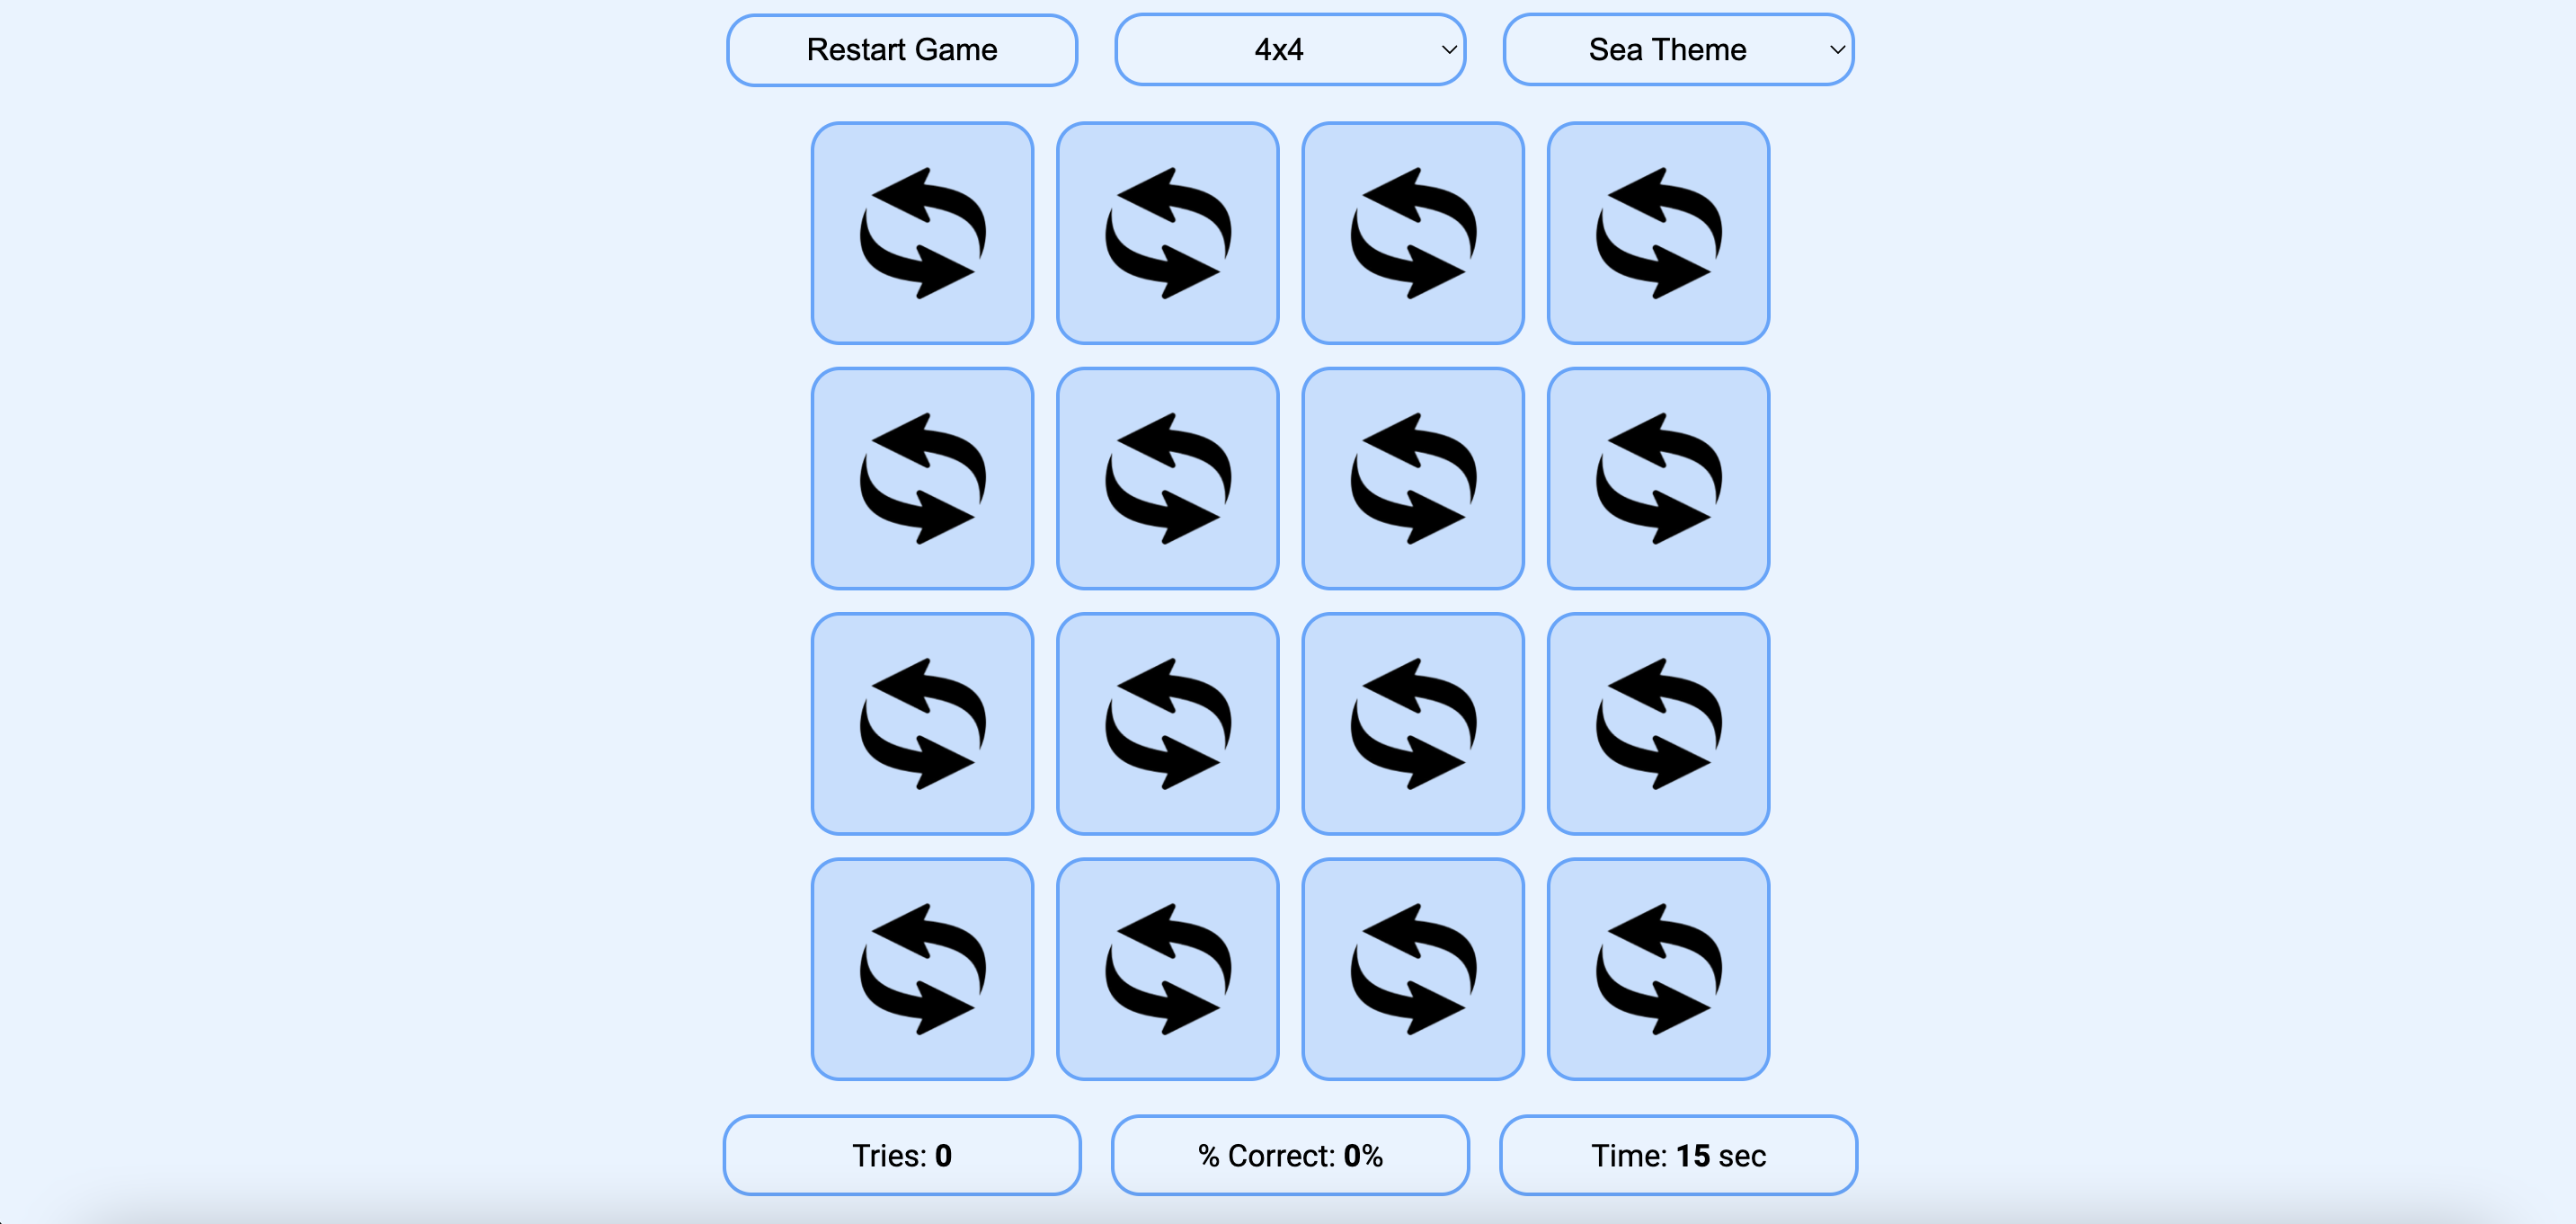 Restart Game
4x4
Sea Theme
Tries: 0
% Correct: 0%
Time: 15 sec